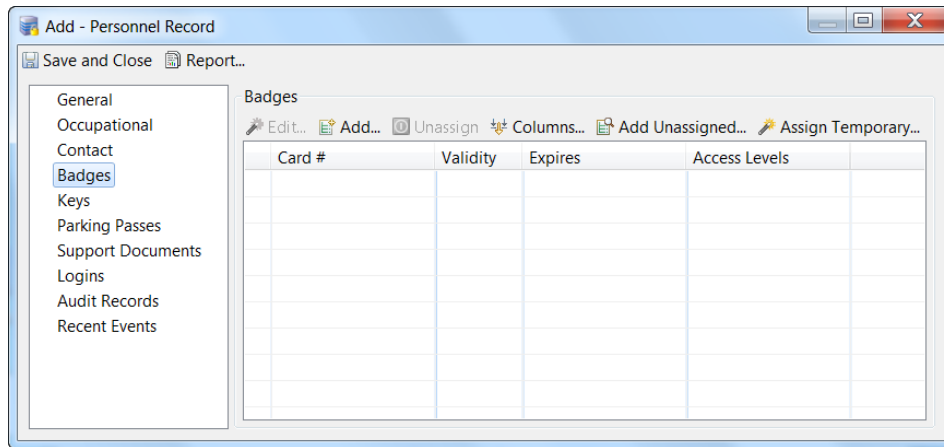 Add - Personnel Record
Save and Close Report...
General
Occupational
Contact
Badges
Keys
Parking Passes
Support Documents
Logins
Audit Records
Recent Events
Badges
Edit... Add... Unassign Columns... Add Unassigned... Assign Temporary...
Card # Validity Expires Access Levels